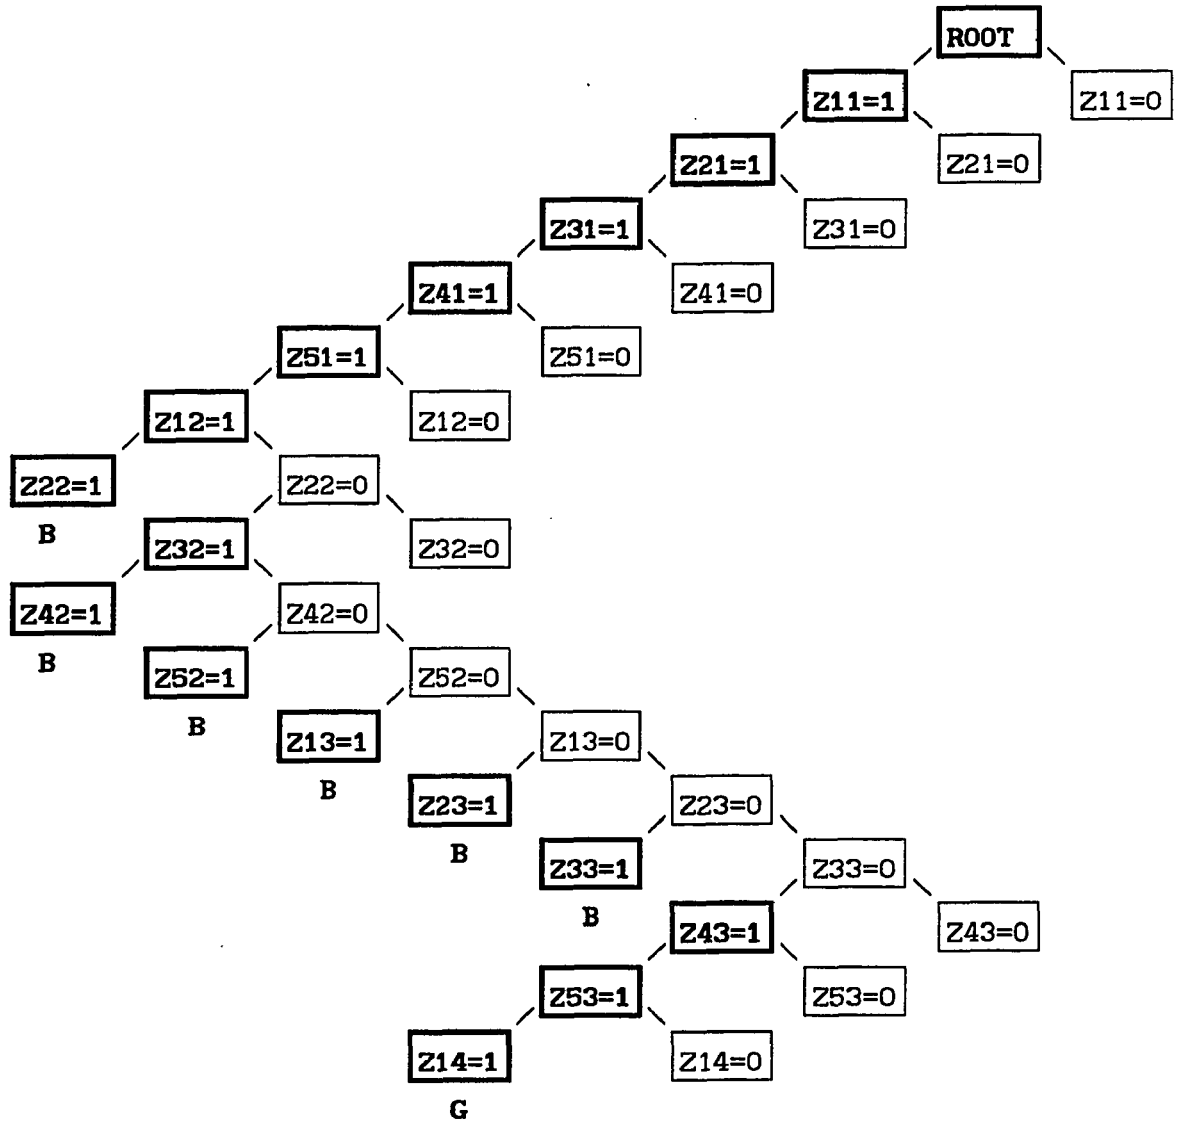 ROOT
Z11=1 Z11=0
Z21=1 Z21=0
Z31=1 Z31=0
Z41=1 Z41=0
Z51=1 Z51=0
Z12=1 Z12=0
Z22=1 Z22=0
B
Z32=1 Z32=0
Z42=1 Z42=0
B
Z52=1 Z52=0
B
Z13=1 Z13=0
B
Z23=1 Z23=0
B
Z33=1 Z33=0
B
Z43=1 Z43=0
Z53=1 Z53=0
Z14=1 Z14=0
G